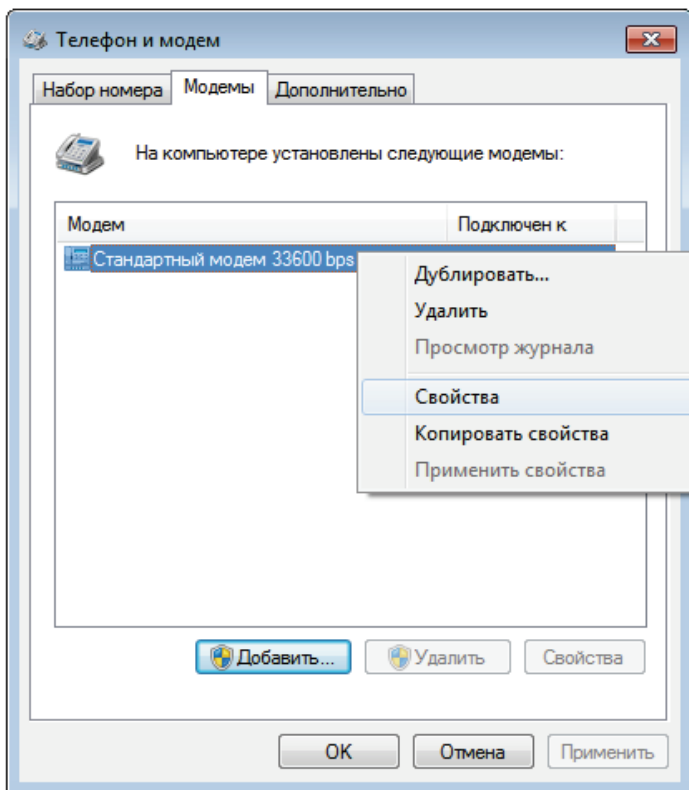 Телефон и модем
Набор номера Модемы Дополнительно
На компьютере установлены следующие модемы:
Модем Подключен к
Стандартный модем 33600 bps
Дублировать...
Удалить
Просмотр журнала
Свойства
Копировать свойства
Применить свойства
Добавить... Удалить Свойства
OK Отмена Применить